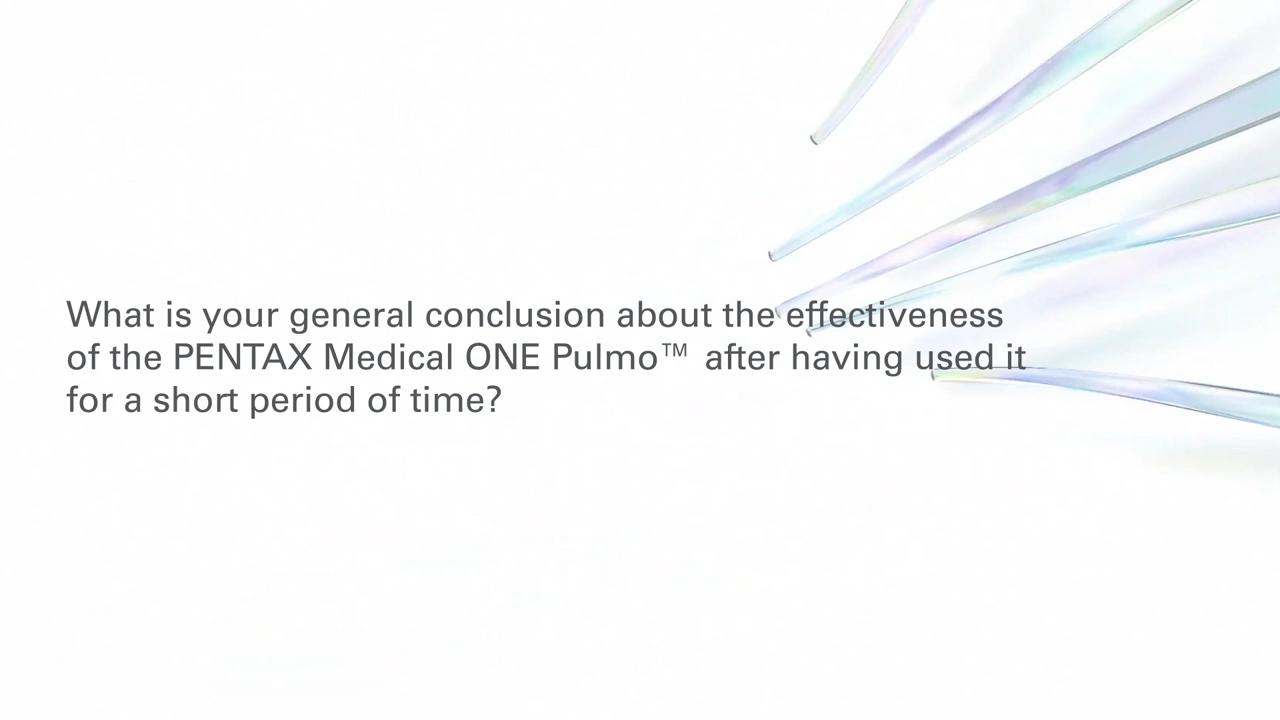 What is your general conclusion about the effectiveness
of the PENTAX Medical ONE Pulmo™ after having used it
for a short period of time?